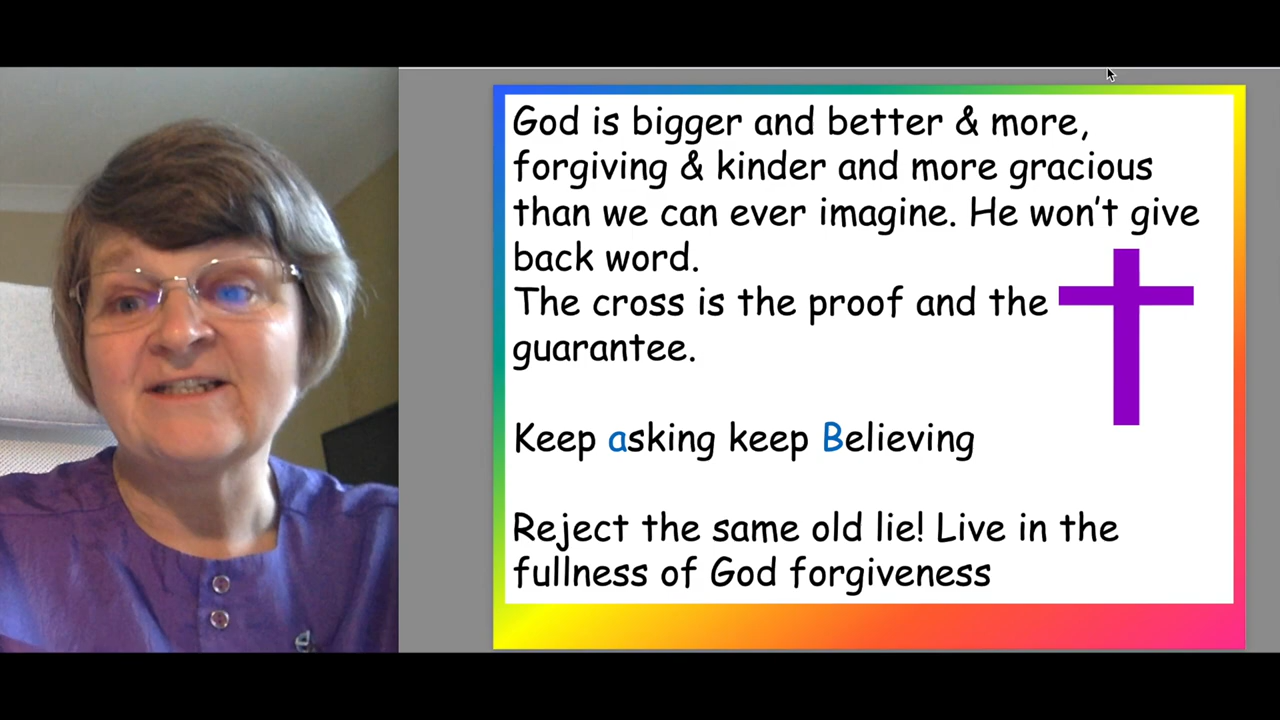 God is bigger and better & more,
forgiving & kinder and more gracious
than we can ever imagine. He won't give
back word.
The cross is the proof and the
guarantee.
Keep asking keep Believing
Reject the same old lie! Live in the
fullness of God forgiveness